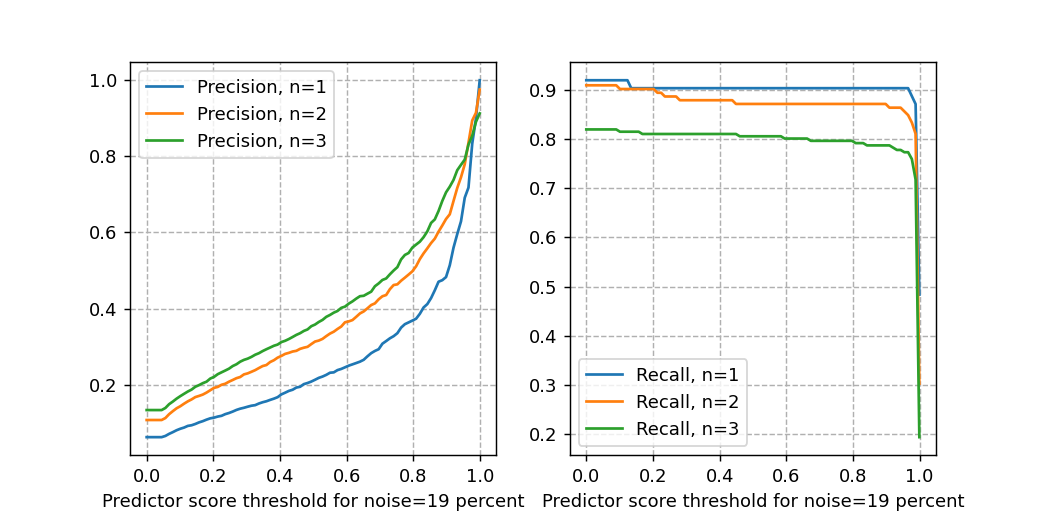 Precision, n=1
Precision, n=2
Precision, n=3
1.0
0.8
0.6
0.4
0.2
0.0 0.2 0.4 0.6 0.8 1.0
Predictor score threshold for noise=19 percent
0.9
0.8
0.7
0.6
0.5
0.4
0.3
0.2
Recall, n=1
Recall, n=2
Recall, n=3
0.0 0.2 0.4 0.6 0.8 1.0
Predictor score threshold for noise=19 percent